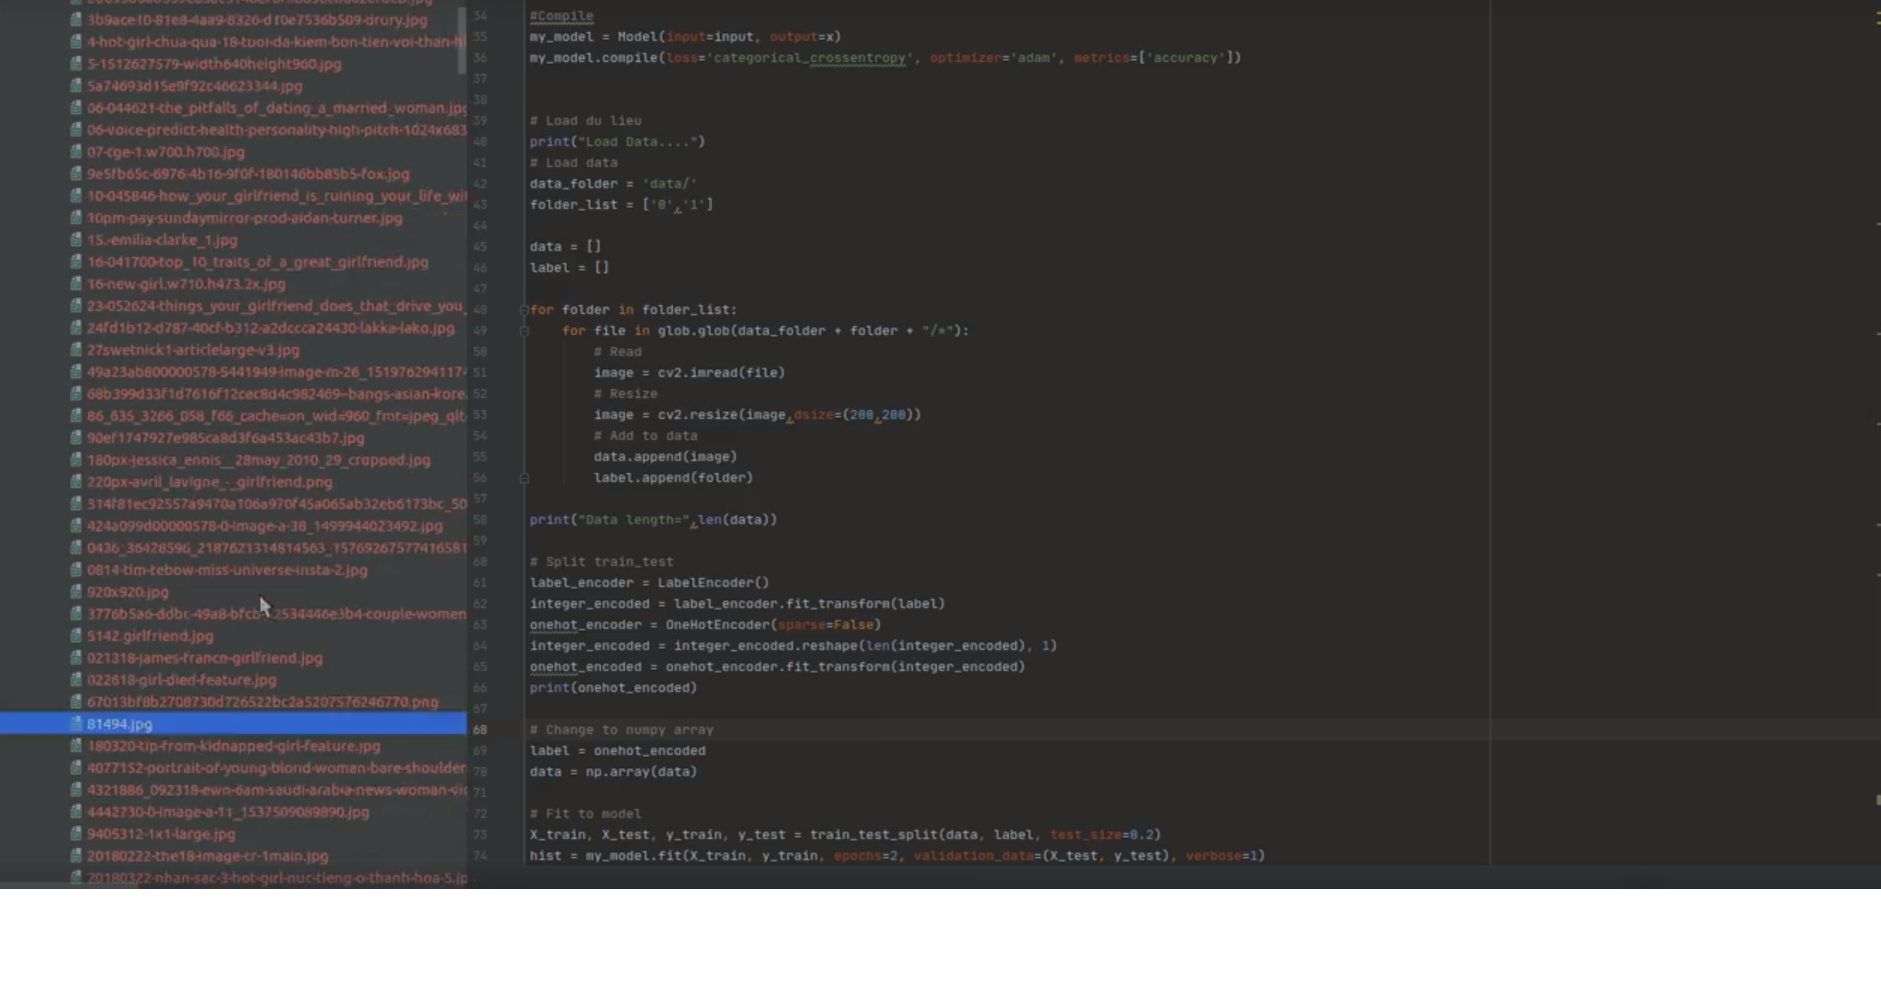 3b9ace10-81e8-4aa9-8326-d10e7536b509-drury.jpg
4-hot-girl-chua-qua-18-tuoi-da-kiem-bon-tien-voi-than-h
5-1512627579-width640height960.jpg
5a74693d15e9f92c46623344.jpg
06-044621-the_pitfalls_of_dating_a_married_woman.jpg
06-voice-predict-health-personality-high-pitch-1024x683
07-cge-1.w700.h700.jpg
9e5fb65c-6976-4b16-9f0f-180146bb85b5-fox.jpg
10-045846-how_your_girlfriend_is_ruining_your_life_wi
10pm-pay-sundaymirror-prod-aidan-turner.jpg
15.-emilia-clarke_1.jpg
16-041700-top_10_traits_of_a_great_girlfriend.jpg
16-new-girl.w710.h473.2x.jpg
23-052624-things_your_girlfriend_does_that_drive_you_
24fd1b12-d787-40cf-b312-a2dccca24430-lakka-lako.jpg
27swetnick1-articlelarge-v3.jpg
49a23ab800000578-5441949-image-m-26_1519762941174
68b399d33f1d7616f12cec8d4c982469--bangs-asian-kore
86_635_3266_058_f66_cache=on_wid=960_fmt=jpeg_qlt
90ef1747927e985ca8d3f6a453ac43b7.jpg
180px-jessica_ennis__28may_2010_29_cropped.jpg
220px-avril_lavigne_-_girlfriend.png
314f81ec92557a9470a106a970f45a065ab32eb6173bc_50
424a099d00000578-0-image-a-38_1499944023492.jpg
0436_36428596_2187621314814563_15769267577416581
0814-tim-tebow-miss-universe-insta-2.jpg
920x920.jpg
3776b5a6-ddbc-49a8-bfcb 2534446e3b4-couple-women
5142.girlfriend.jpg
021318-james-franco-girlfriend.jpg
022618-girl-died-feature.jpg
67013bf8b2708730d726522bc2a5207576246770.png
81494.jpg
180320-tip-from-kidnapped-girl-feature.jpg
4077152-portrait-of-young-blond-woman-bare-shoulder
4321886_092318-ewn-6am-saudi-arabia-news-woman-vi
4442730-0-image-a-11_1537509089890.jpg
9405312-1x1-large.jpg
20180222-the18-image-cr-1main.jpg
20180322-nhan-sac-3-hot-girl-nuc-tieng-o-thanh-hoa-5.jp
34 #Compile
35 my_model = Model(input=input, output=x)
36 my_model.compile(loss='categorical_crossentropy', optimizer='adam', metrics=['accuracy'])
37
38
39 # Load du lieu
40 print("Load Data....")
41 # Load data
42 data_folder = 'data/'
43 folder_list = ['0','1']
44
45 data = []
46 label = []
47
48 for folder in folder_list:
49 for file in glob.glob(data_folder + folder + "/*"):
50 # Read
51 image = cv2.imread(file)
52 # Resize
53 image = cv2.resize(image,dsize=(200,200))
54 # Add to data
55 data.append(image)
56 label.append(folder)
57
58 print("Data length=",len(data))
59
60 # Split train_test
61 label_encoder = LabelEncoder()
62 integer_encoded = label_encoder.fit_transform(label)
63 onehot_encoder = OneHotEncoder(sparse=False)
64 integer_encoded = integer_encoded.reshape(len(integer_encoded), 1)
65 onehot_encoded = onehot_encoder.fit_transform(integer_encoded)
66 print(onehot_encoded)
67
68 # Change to numpy array
69 label = onehot_encoded
70 data = np.array(data)
71
72 # Fit to model
73 X_train, X_test, y_train, y_test = train_test_split(data, label, test_size=0.2)
74 hist = my_model.fit(X_train, y_train, epochs=2, validation_data=(X_test, y_test), verbose=1)